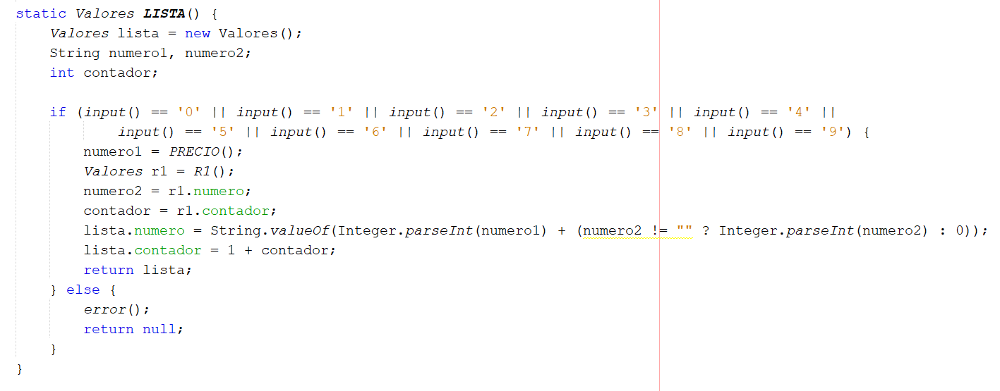 static Valores LISTA() {
    Valores lista = new Valores();
    String numero1, numero2;
    int contador;

    if (input() == '0' || input() == '1' || input() == '2' || input() == '3' || input() == '4' ||
            input() == '5' || input() == '6' || input() == '7' || input() == '8' || input() == '9') {
        numero1 = PRECIO();
        Valores r1 = R1();
        numero2 = r1.numero;
        contador = r1.contador;
        lista.numero = String.valueOf(Integer.parseInt(numero1) + (numero2 != "" ? Integer.parseInt(numero2) : 0));
        lista.contador = 1 + contador;
        return lista;
    } else {
        error();
        return null;
    }
}